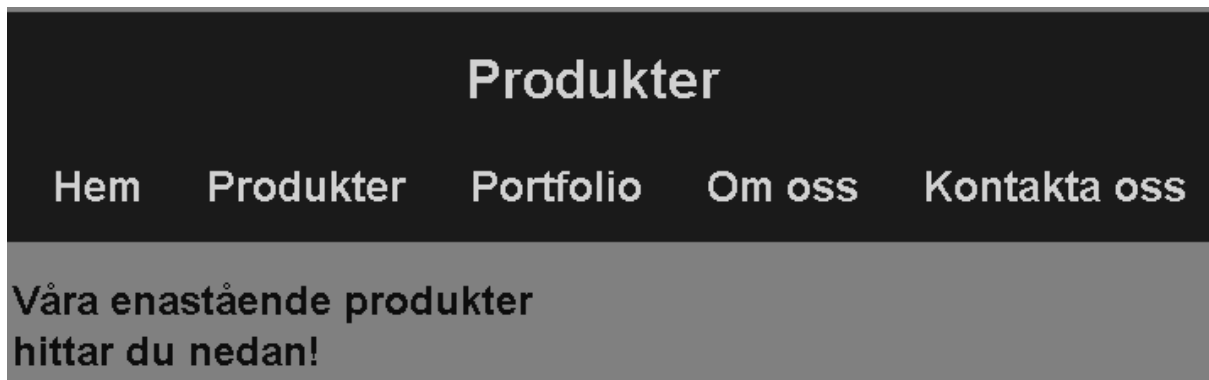 Produkter
Hem Produkter Portfolio Om oss Kontakta oss
Våra enastående produkter
hittar du nedan!